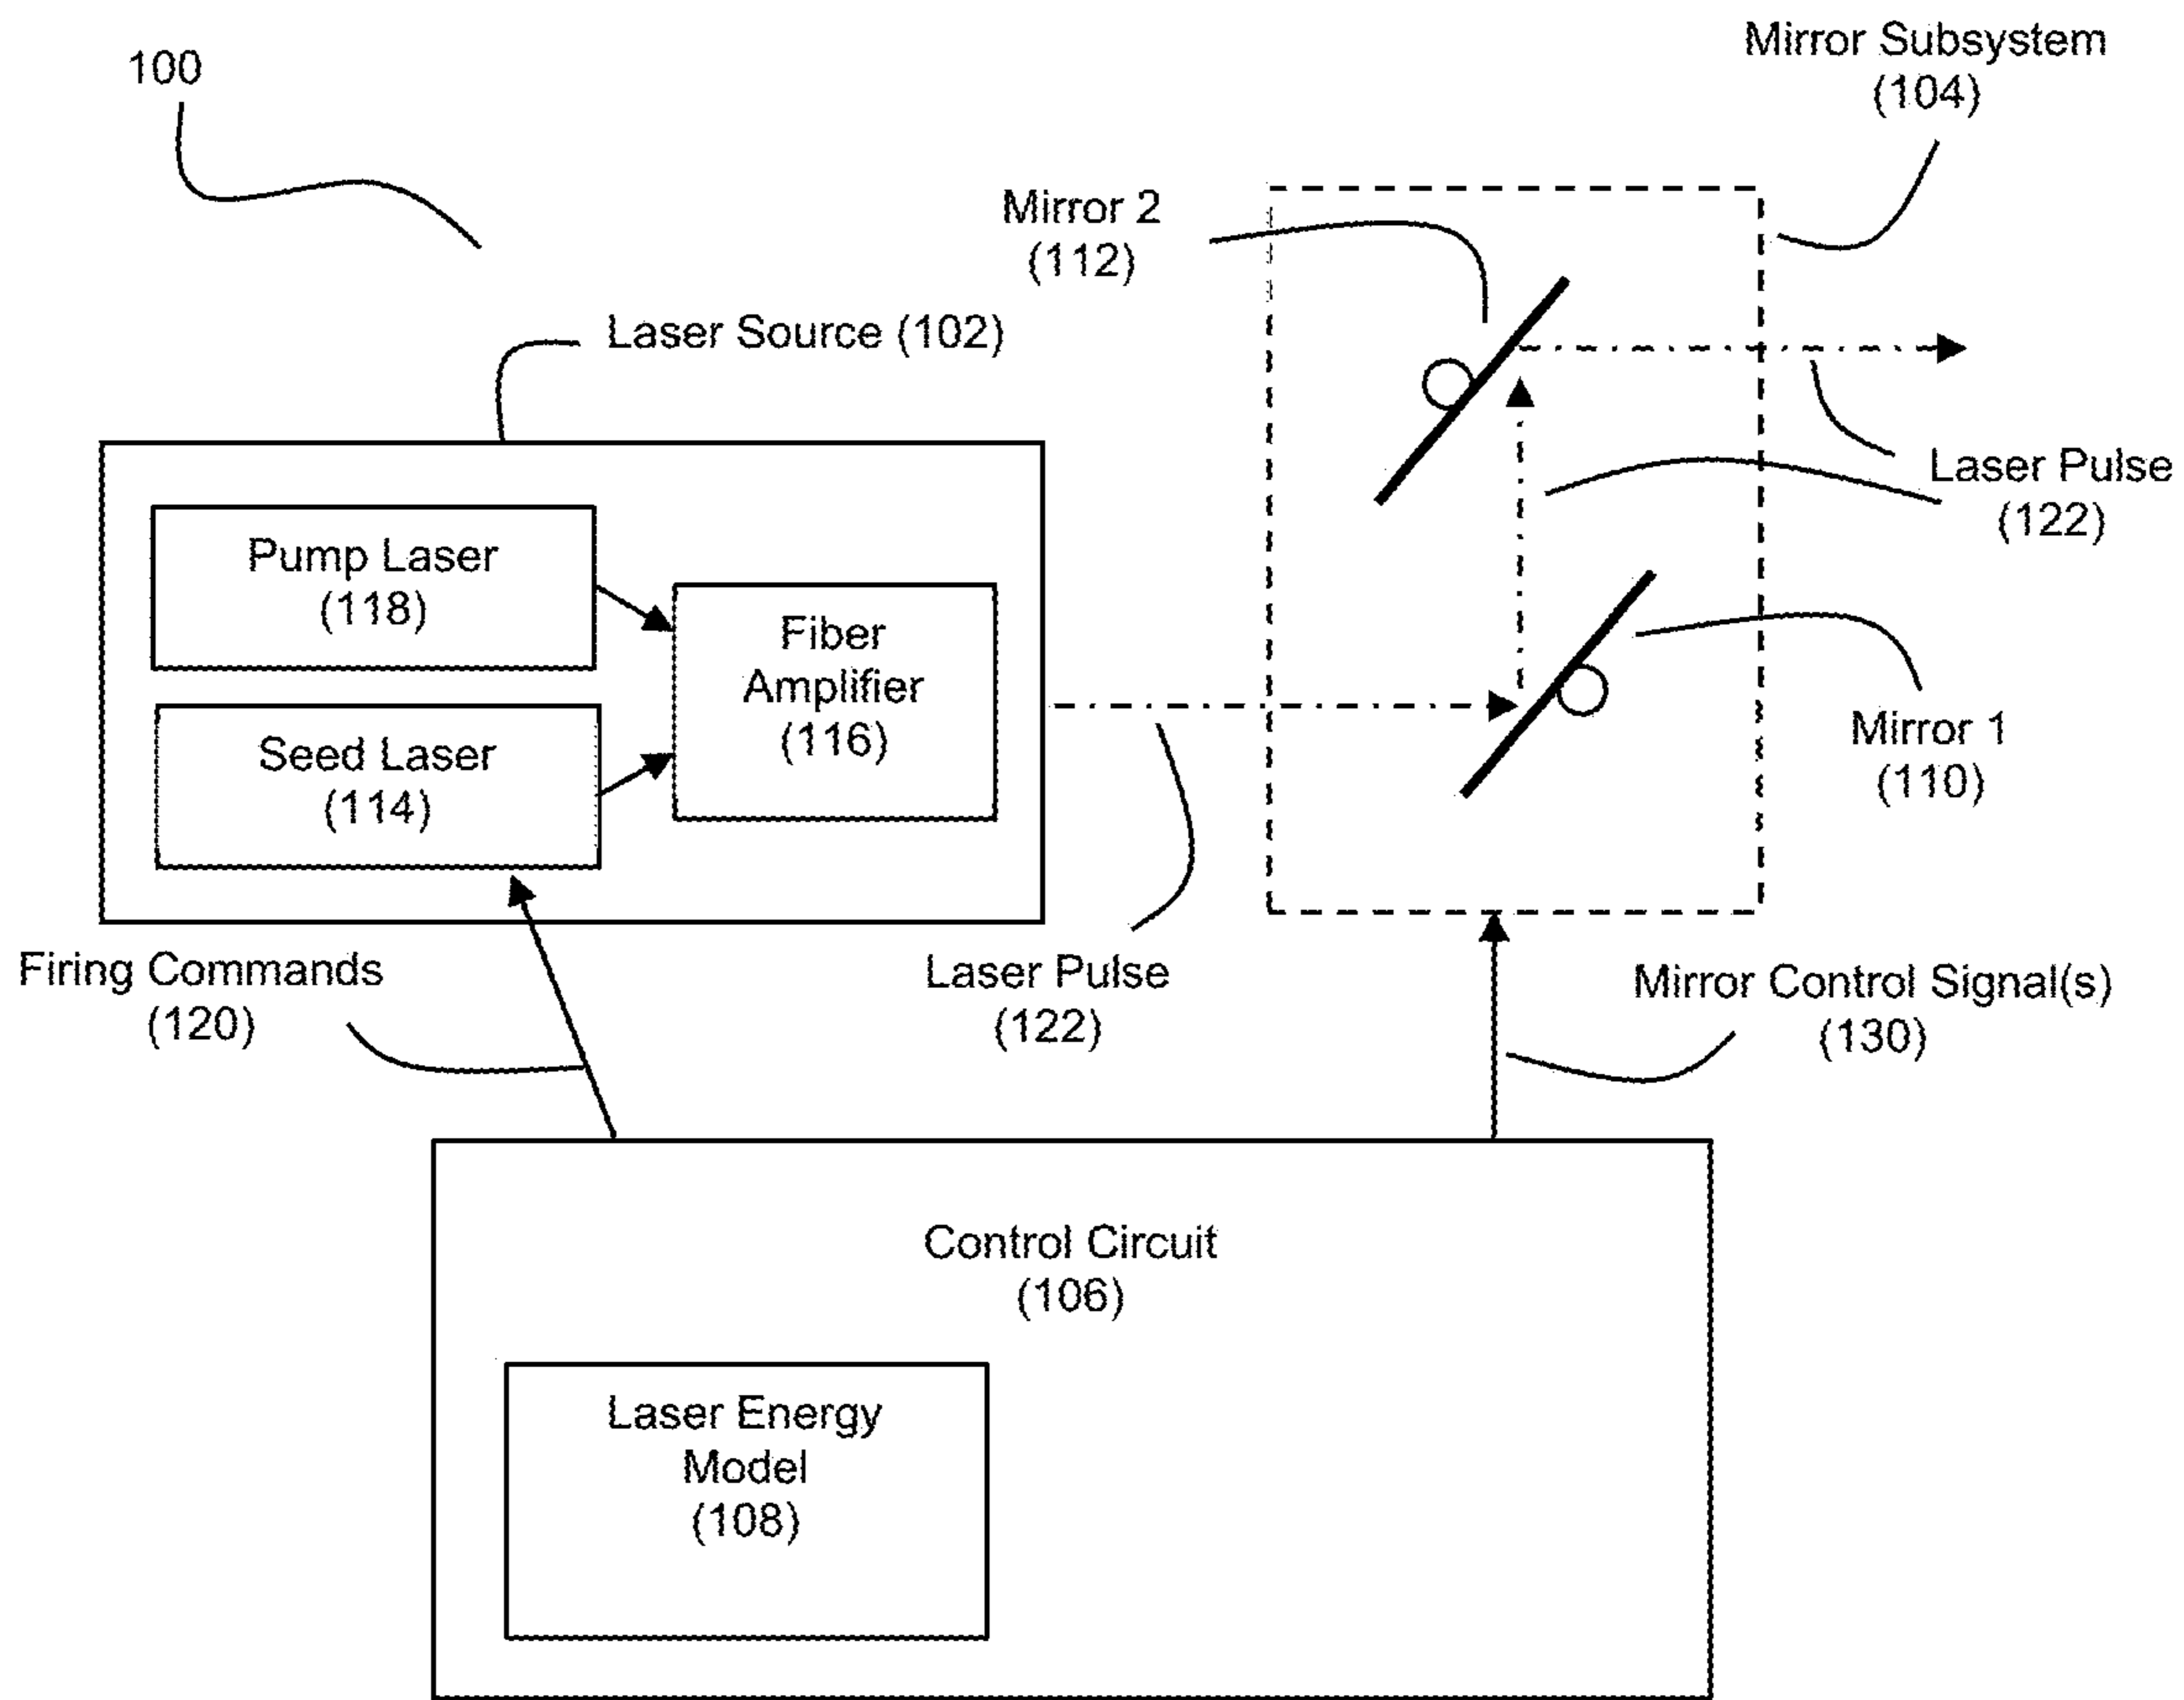 100
Mirror Subsystem
(104)
Mirror 2
(112)
Laser Source (102)
Laser Pulse
(122)
Pump Laser
(118)
Fiber
Amplifier
(116)
Seed Laser
(114)
Mirror 1
(110)
Firing Commands
(120)
Laser Pulse
(122)
Mirror Control Signal(s)
(130)
Control Circuit
(106)
Laser Energy
Model
(108)